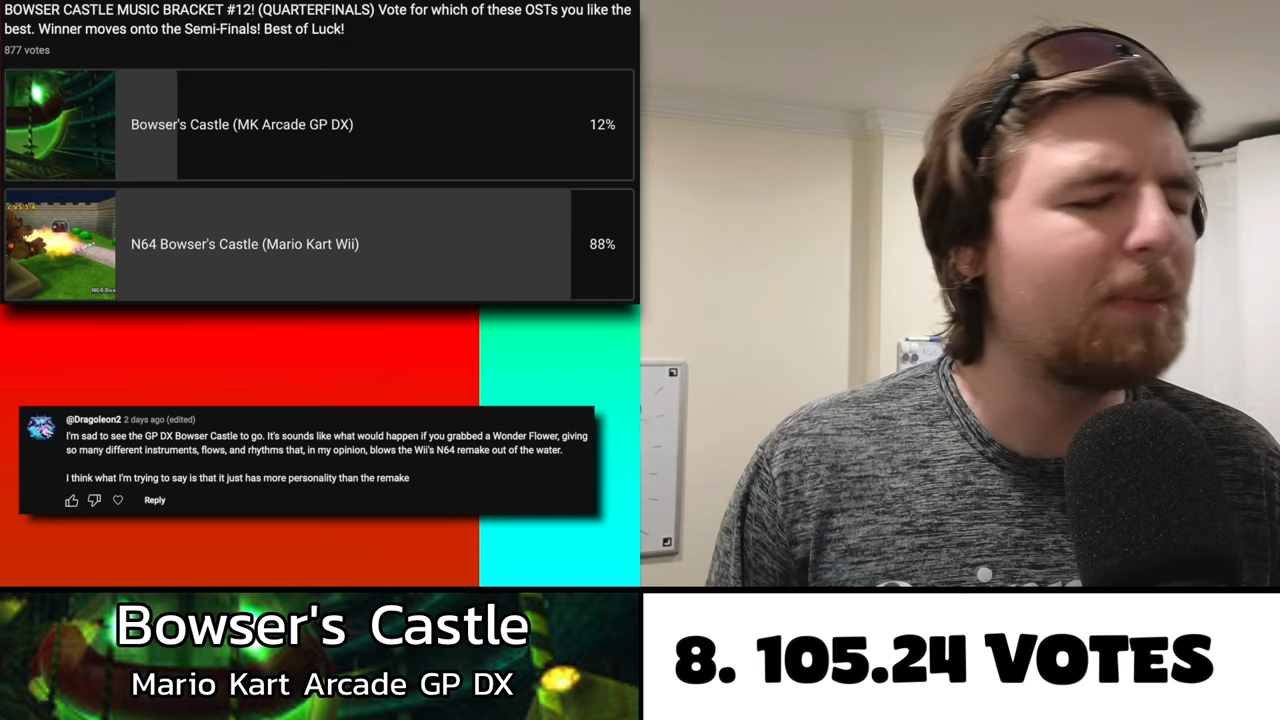 BOWSER CASTLE MUSIC BRACKET #12! (QUARTERFINALS) Vote for which of these OSTs you like the
best. Winner moves onto the Semi-Finals! Best of Luck!
877 votes
Bowser's Castle (MK Arcade GP DX)
12%
N64 Bowser's Castle (Mario Kart Wii)
88%
@Dragoleon2 2 days ago (edited)
I'm sad to see the GP DX Bowser Castle to go. It's sounds like what would happen if you grabbed a Wonder Flower, giving
so many different instruments, flows, and rhythms that, in my opinion, blows the Wii's N64 remake out of the water.
I think what I'm trying to say is that it just has more personality than the remake
Reply
Bowser's Castle
Mario Kart Arcade GP DX
8. 105.24 VOTES